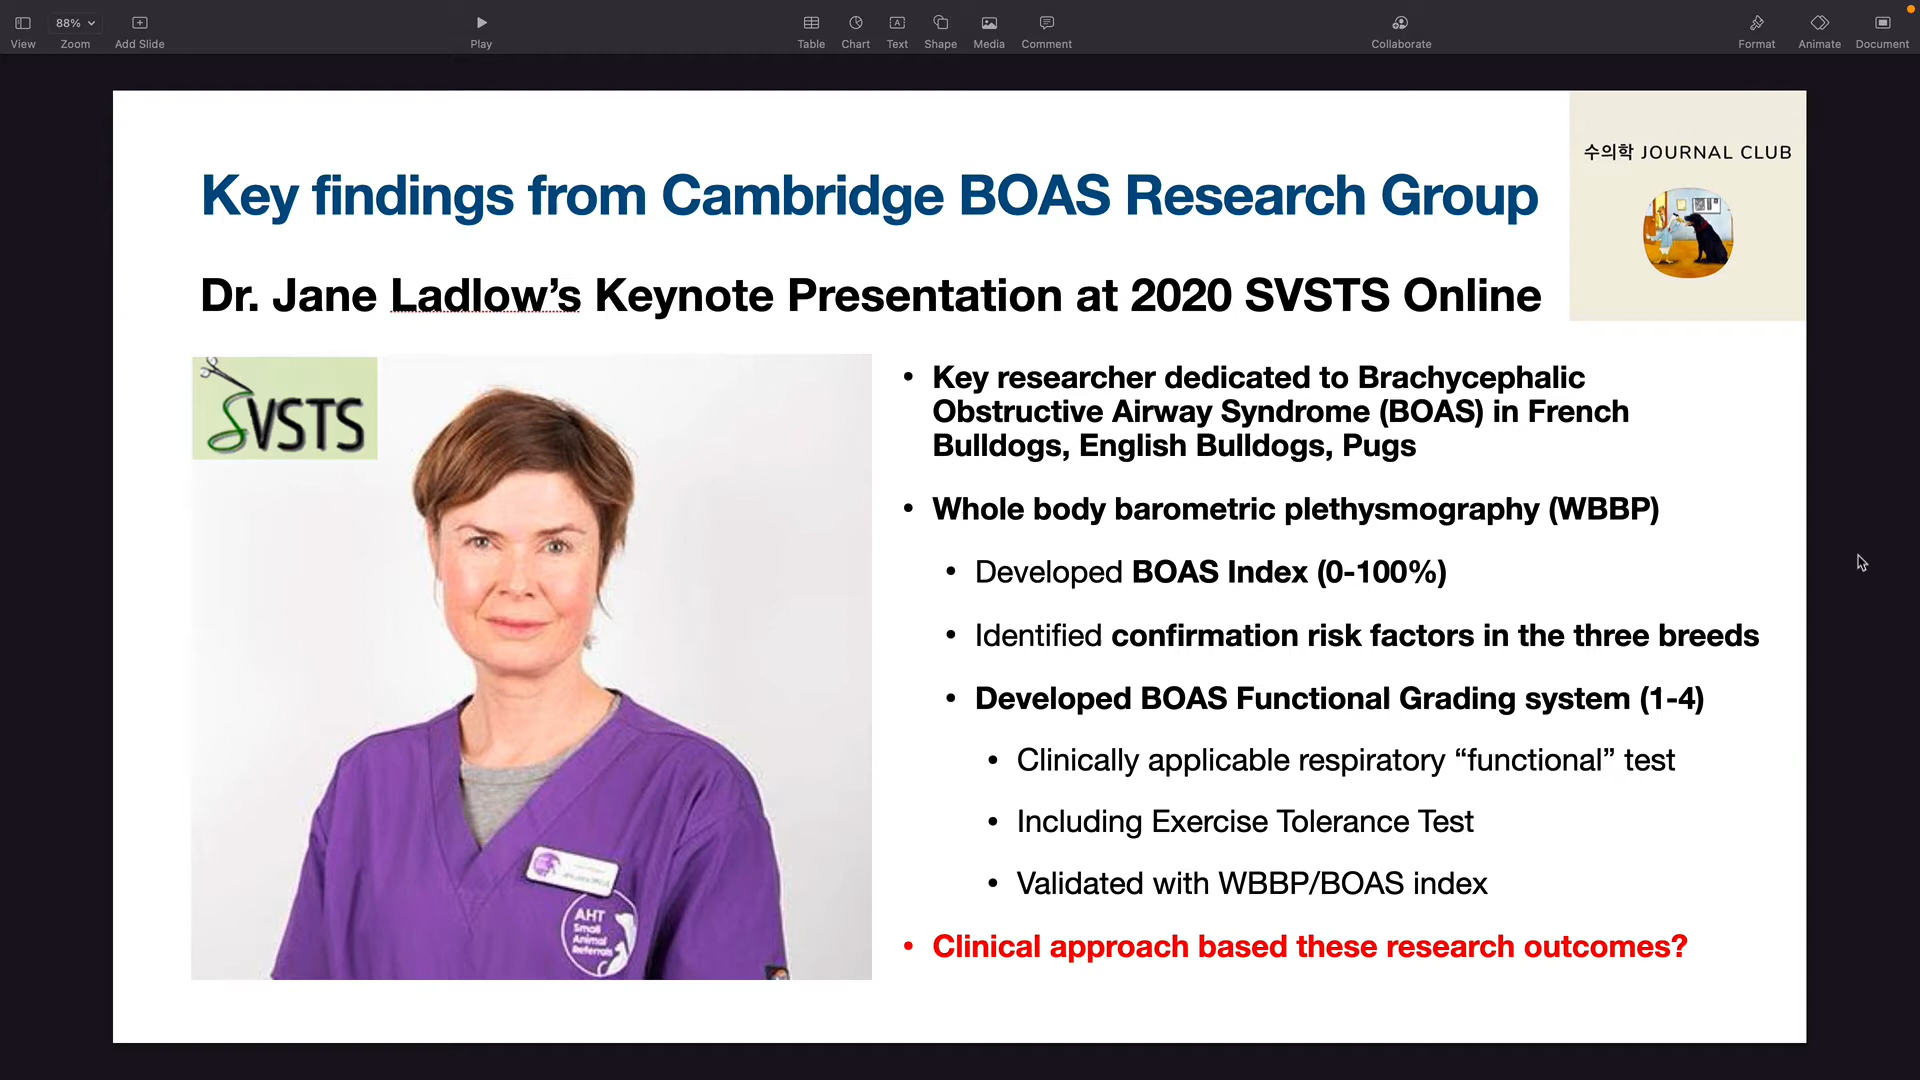 View
88%
Zoom
Add Slide
Play
Table
Chart
Text
Shape
Media
Comment
Collaborate
Format
Animate
Document
수의학 JOURNAL CLUB
Key findings from Cambridge BOAS Research Group
Dr. Jane Ladlow’s Keynote Presentation at 2020 SVSTS Online
SVSTS
AHT
Small
Animal
Referrals
• Key researcher dedicated to Brachycephalic
Obstructive Airway Syndrome (BOAS) in French
Bulldogs, English Bulldogs, Pugs
• Whole body barometric plethysmography (WBBP)
• Developed BOAS Index (0-100%)
• Identified confirmation risk factors in the three breeds
• Developed BOAS Functional Grading system (1-4)
• Clinically applicable respiratory “functional” test
• Including Exercise Tolerance Test
• Validated with WBBP/BOAS index
• Clinical approach based these research outcomes?